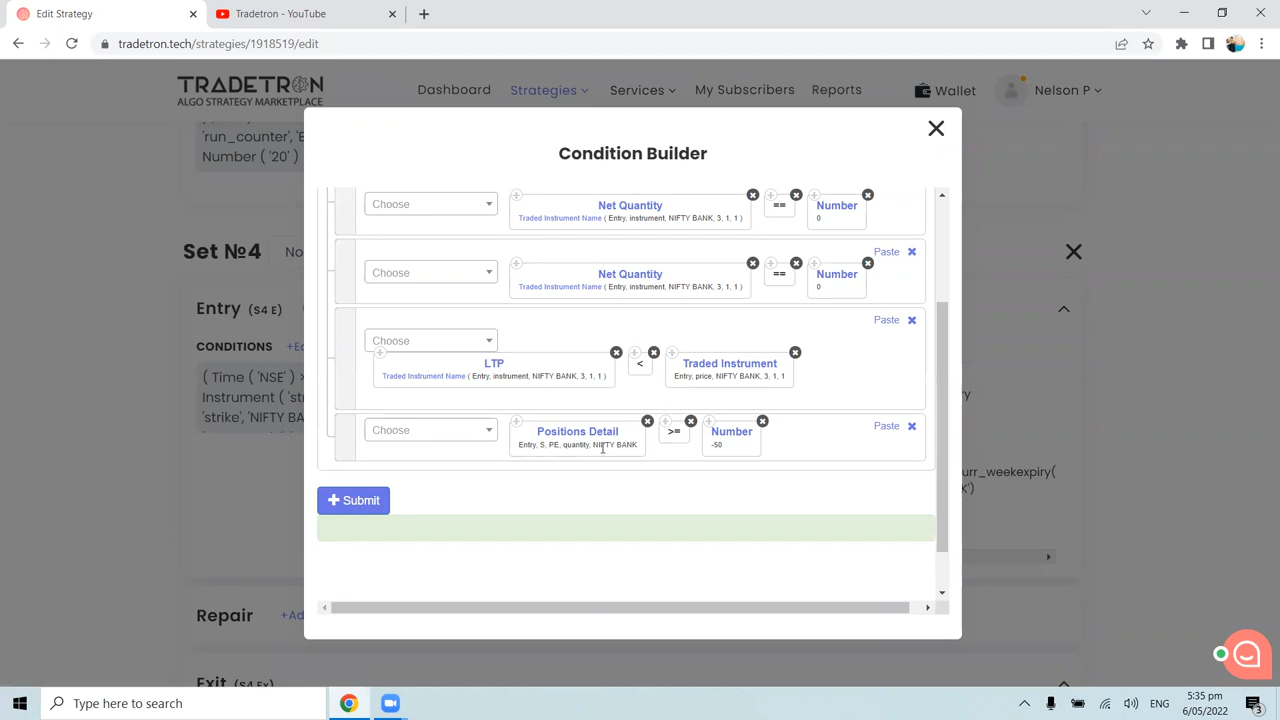 Edit Strategy
Tradetron - YouTube
tradetron.tech/strategies/1918519/edit
TRADETRON
ALGO STRATEGY MARKETPLACE
Dashboard
Strategies
Services
My Subscribers
Reports
Wallet
Nelson P
'run_counter', 'E
Number ( '20' )
Condition Builder
Choose
Net Quantity
Traded Instrument Name ( Entry, instrument, NIFTY BANK, 3, 1, 1 )
==
Number
0
Set №4
No
Paste
Choose
Net Quantity
Traded Instrument Name ( Entry, instrument, NIFTY BANK, 3, 1, 1 )
==
Number
0
Entry (S4 E)
CONDITIONS
+Ed
Paste
Choose
LTP
Traded Instrument Name ( Entry, instrument, NIFTY BANK, 3, 1, 1 )
<
Traded Instrument
Entry, price, NIFTY BANK, 3, 1, 1
( Time ( 'NSE' ) >
Instrument ( 'str
'strike', 'NIFTY BA
Paste
Choose
Positions Detail
Entry, S, PE, quantity, NIFTY BANK
>=
Number
-50
urr_weekexpiry(
K')
Submit
Repair
+Ad
Exit (S4 Ex)
Type here to search
ENG
5:35 pm
6/05/2022
3